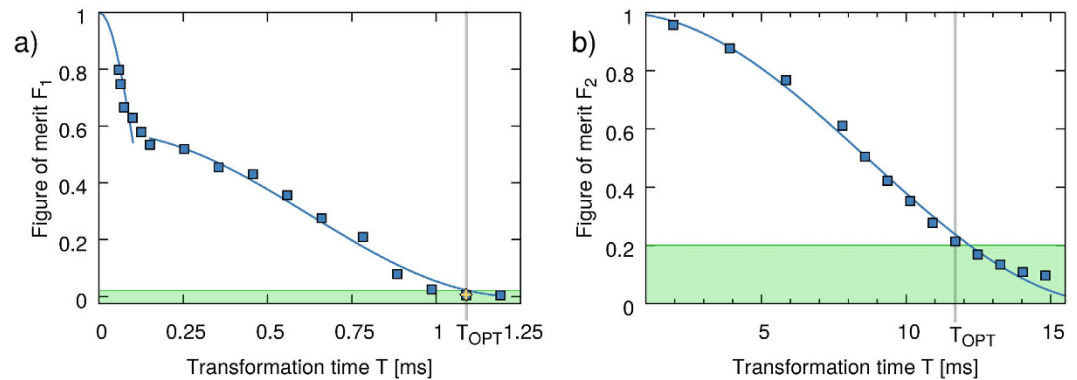 a)
Figure of merit F1
1
0.8
0.6
0.4
0.2
0
0 0.25 0.5 0.75 1 TOPT 1.25
Transformation time T [ms]
b)
Figure of merit F2
1
0.8
0.6
0.4
0.2
0
5 10 TOPT 15
Transformation time T [ms]